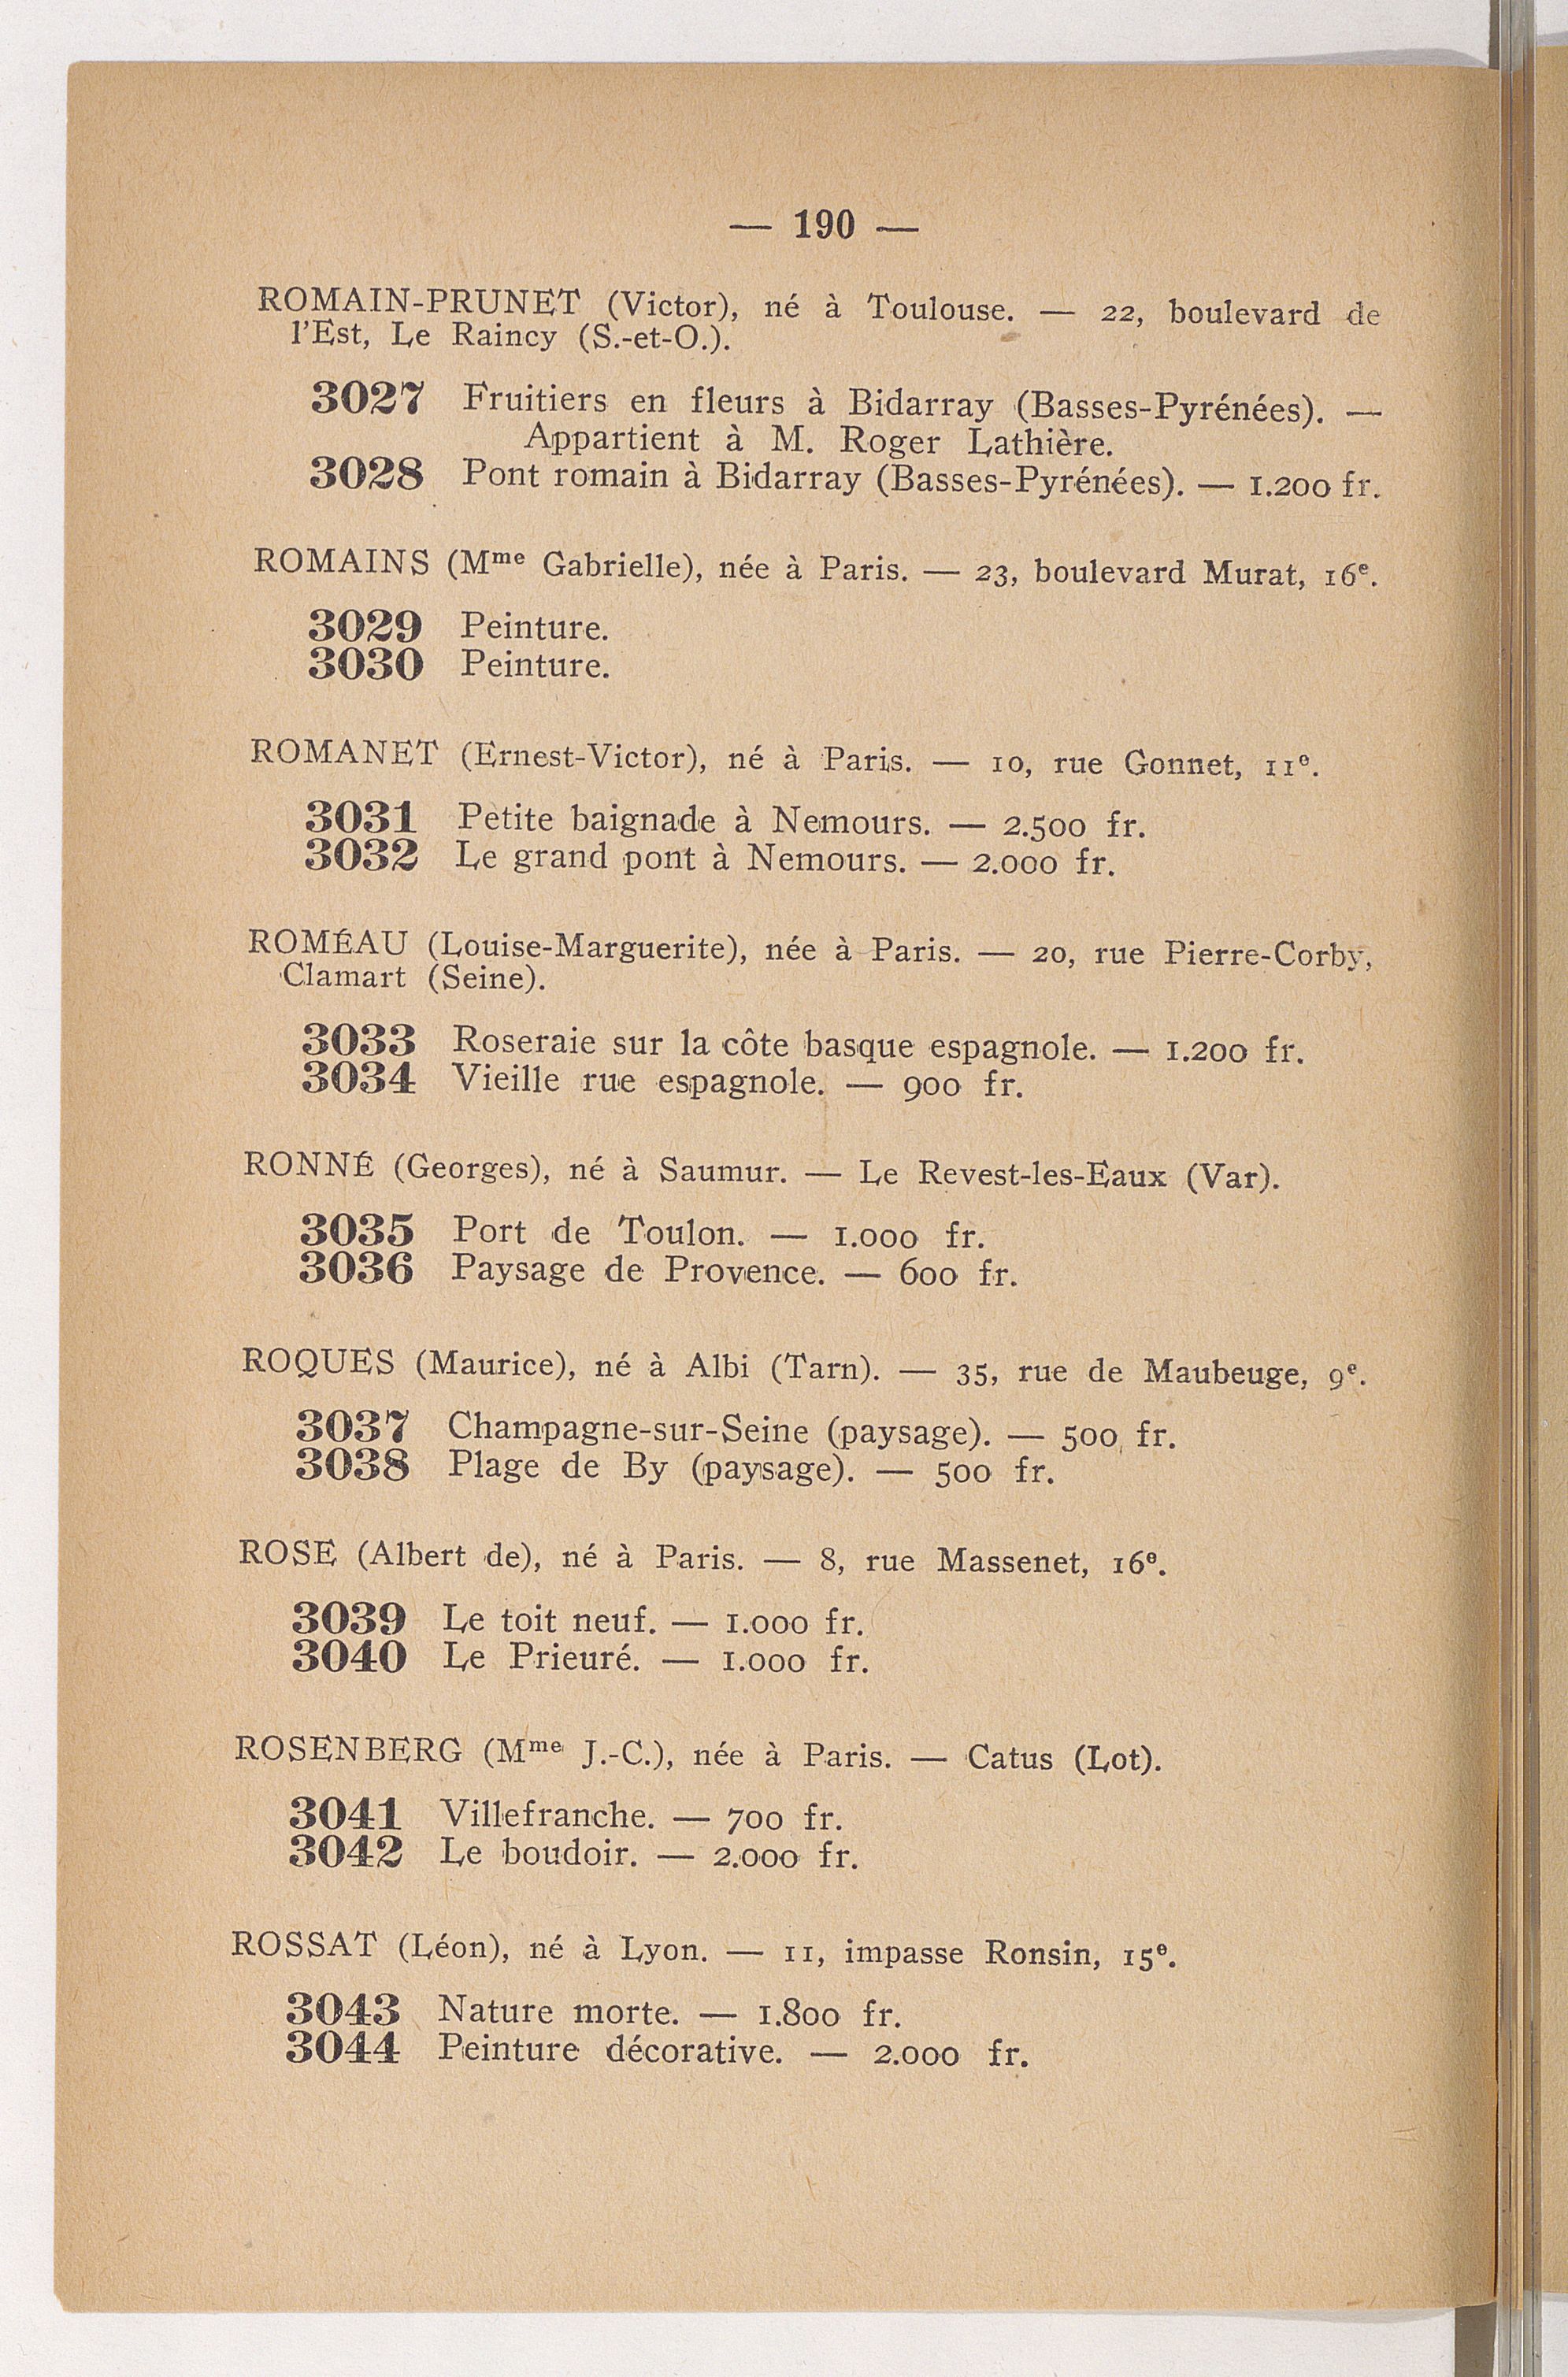 — 190 —
ROMAIN-PRUNET (Victor), né à Toulouse. — 22, boulevard de
l'Est, Le Raincy (S.-et-O.).
3027 Fruitiers en fleurs à Bidarray (Basses-Pyrénées). —
Appartient à M. Roger Lathière.
3028 Pont romain à Bidarray (Basses-Pyrénées). — 1.200 fr.
ROMAINS (Mme Gabrielle), née à Paris. — 23, boulevard Murat, 16e.
3029 Peinture.
3030 Peinture.
ROMANET (Ernest-Victor), né à Paris. — 10, rue Gonnet, 11e.
3031 Petite baignade à Nemours. — 2.500 fr.
3032 Le grand pont à Nemours. — 2.000 fr.
ROMÉAU (Louise-Marguerite), née à Paris. — 20, rue Pierre-Corby,
Clamart (Seine).
3033 Roseraie sur la côte basque espagnole. — 1.200 fr.
3034 Vieille rue espagnole. — 900 fr.
RONNÉ (Georges), né à Saumur. — Le Revest-les-Eaux (Var).
3035 Port de Toulon. — 1.000 fr.
3036 Paysage de Provence. — 600 fr.
ROQUES (Maurice), né à Albi (Tarn). — 35, rue de Maubeuge, 9e.
3037 Champagne-sur-Seine (paysage). — 500 fr.
3038 Plage de By (paysage). — 500 fr.
ROSE (Albert de), né à Paris. — 8, rue Massenet, 16e.
3039 Le toit neuf. — 1.000 fr.
3040 Le Prieuré. — 1.000 fr.
ROSENBERG (Mme J.-C.), née à Paris. — Catus (Lot).
3041 Villefranche. — 700 fr.
3042 Le boudoir. — 2.000 fr.
ROSSAT (Léon), né à Lyon. — 11, impasse Ronsin, 15e.
3043 Nature morte. — 1.800 fr.
3044 Peinture décorative. — 2.000 fr.